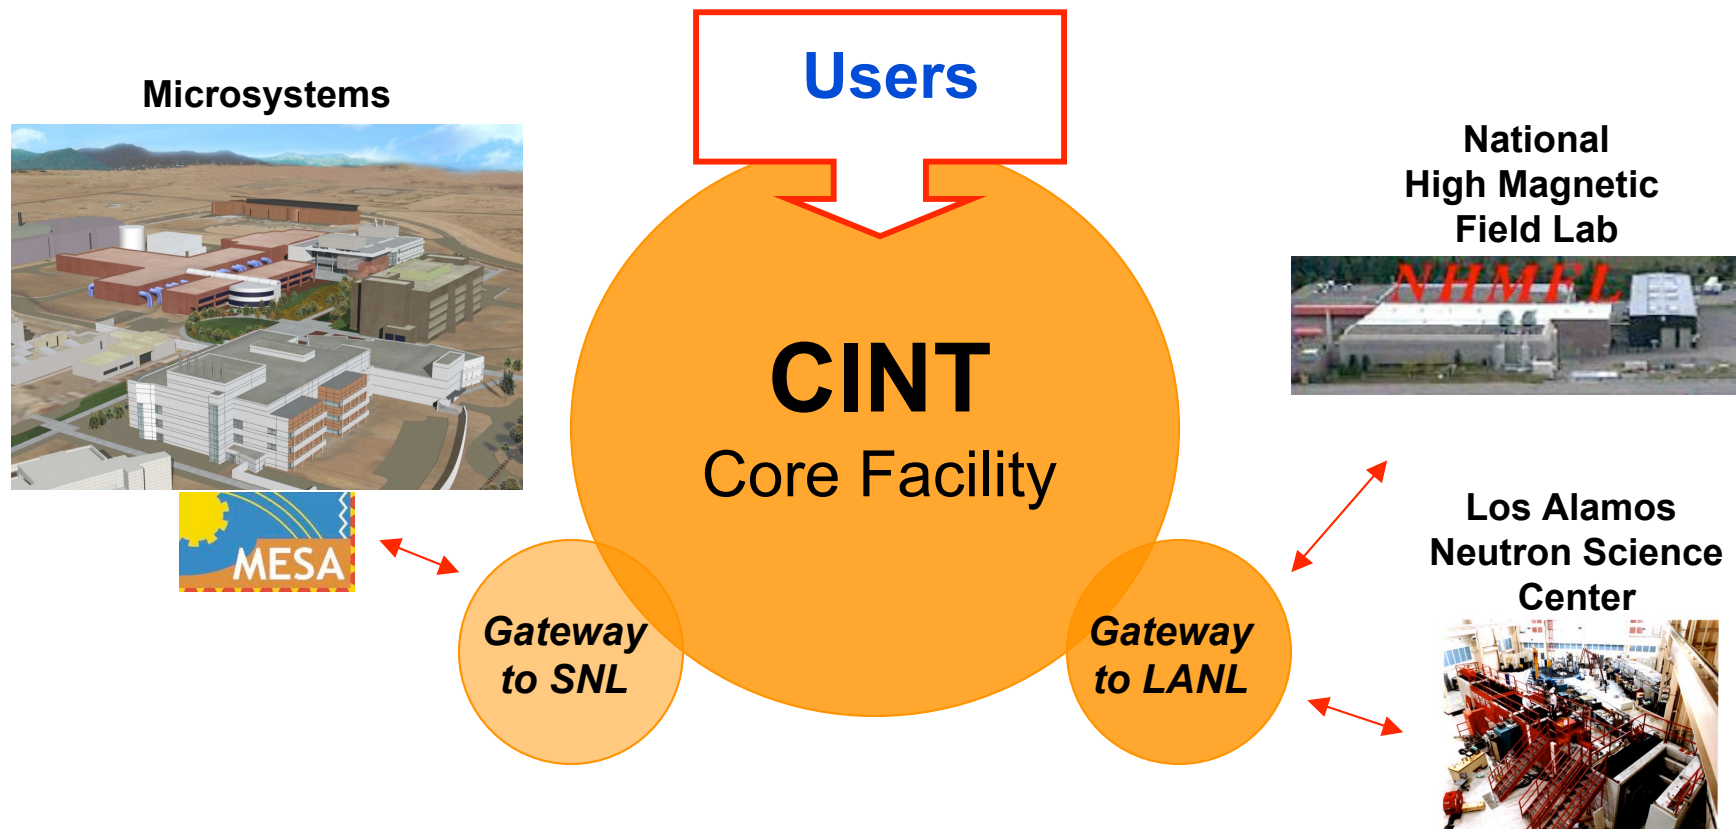 Users
Microsystems
National
High Magnetic
Field Lab
NHMFL
CINT
Core Facility
MESA
Gateway
to SNL
Gateway
to LANL
Los Alamos
Neutron Science
Center